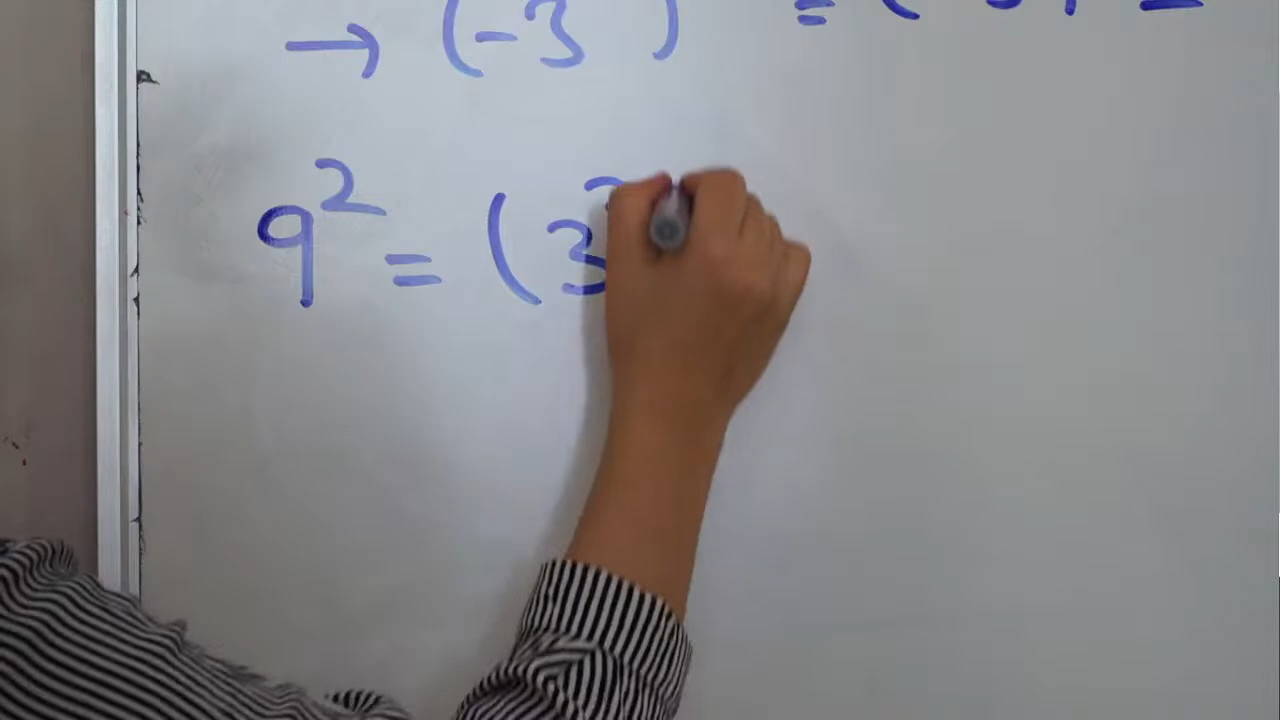 → (-3 ) =
9² = (3